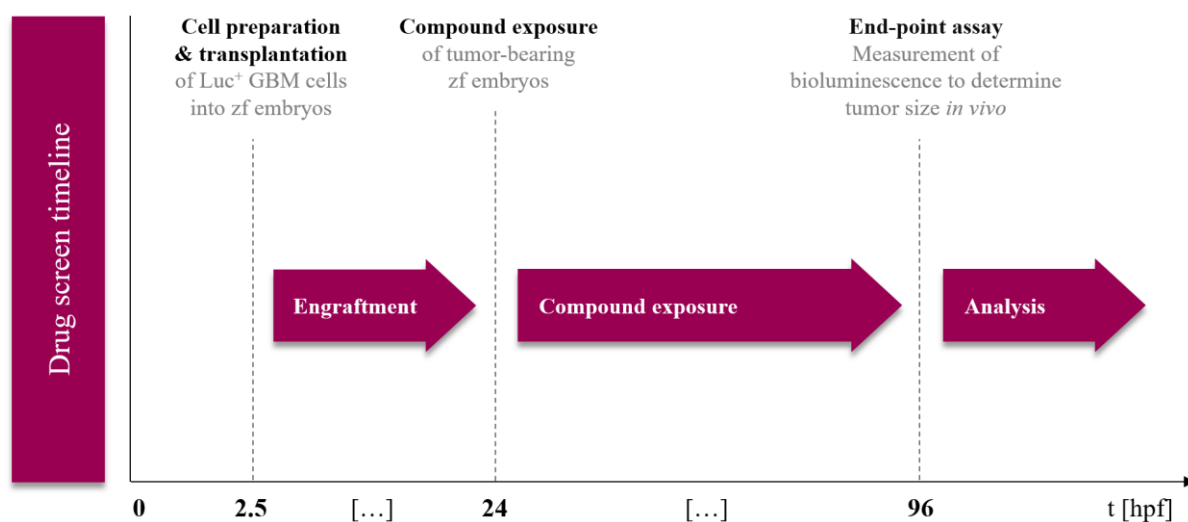 Drug screen timeline
Cell preparation
& transplantation
of Luc⁺ GBM cells
into zf embryos
Compound exposure
of tumor-bearing
zf embryos
End-point assay
Measurement of
bioluminescence to determine
tumor size in vivo
Engraftment
Compound exposure
Analysis
0 2.5 [...] 24 [...] 96 t [hpf]